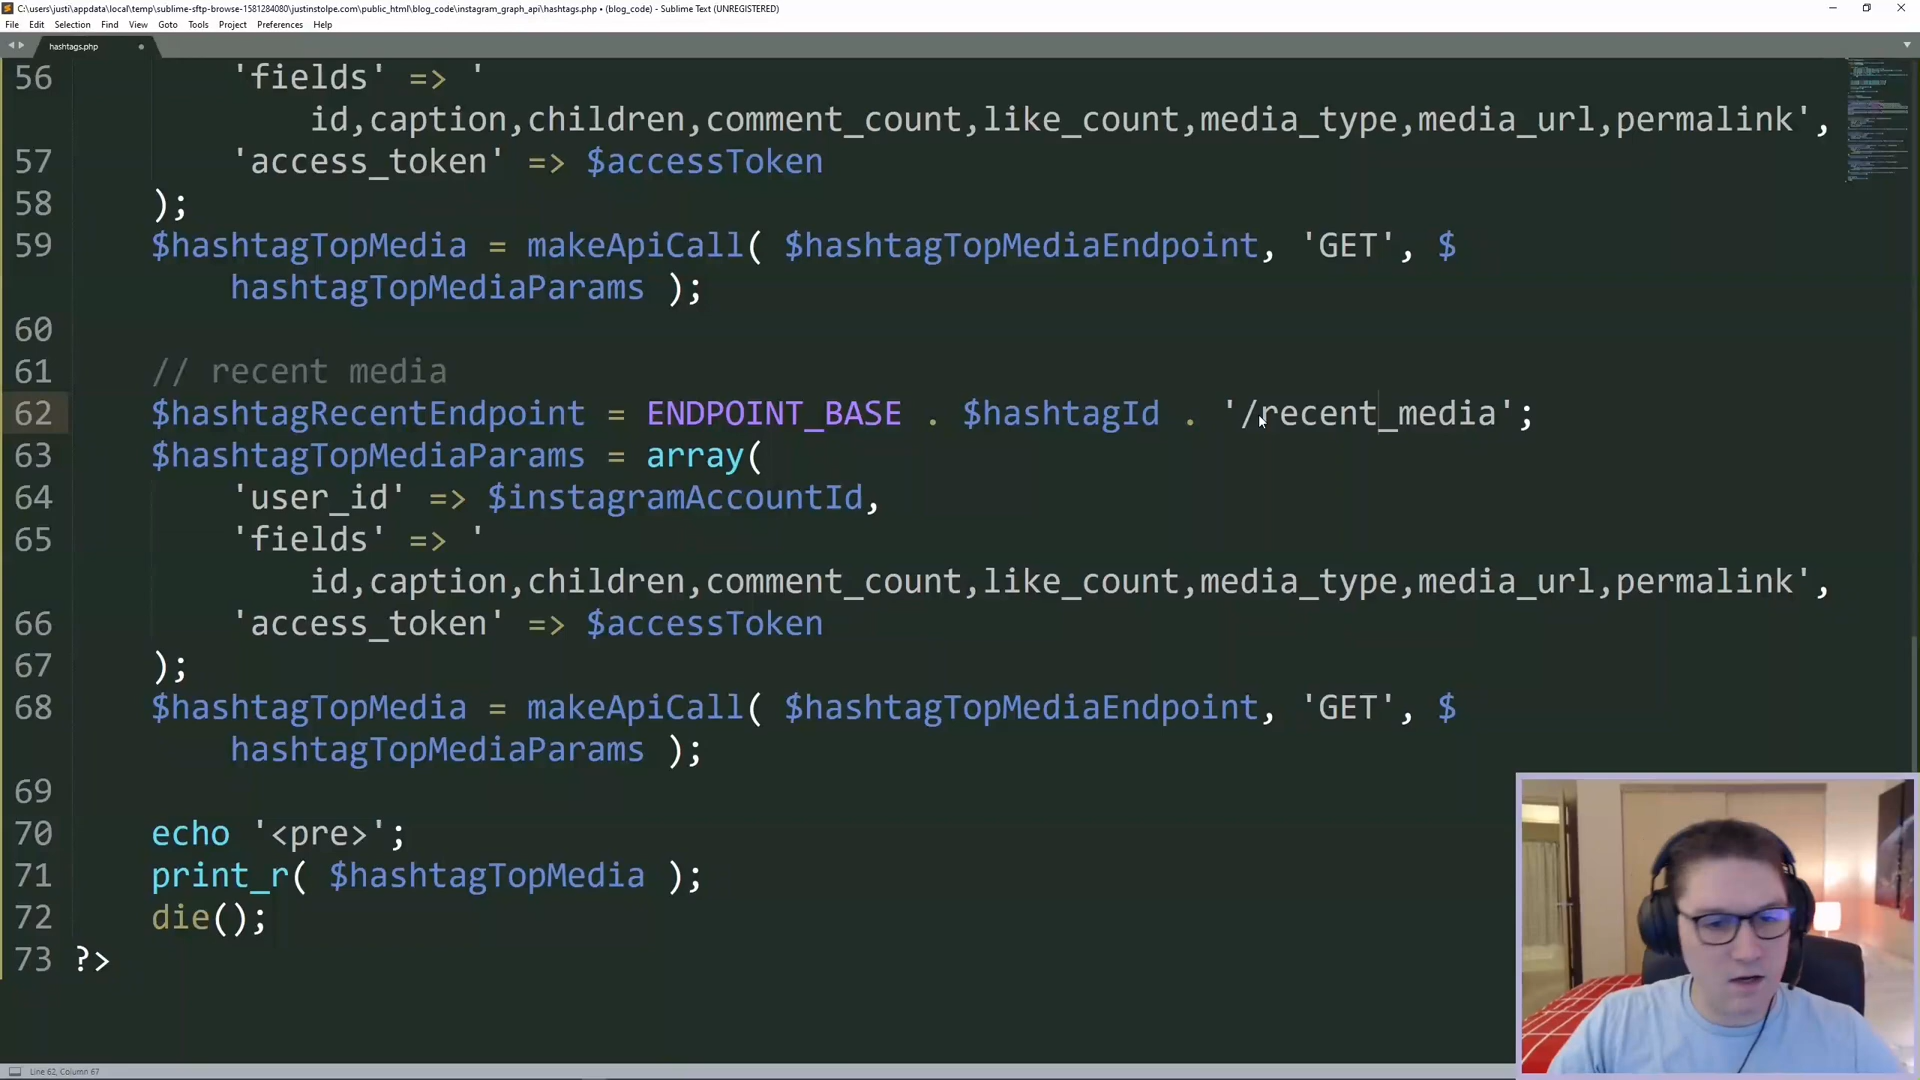 C:\users\justi\appdata\local\temp\sublime-sftp-browse-1581284080\justinstolpe.com\public_html\blog_code\instagram_graph_api\hashtags.php • (blog_code) - Sublime Text (UNREGISTERED)
File Edit Selection Find View Goto Tools Project Preferences Help
hashtags.php
56 'fields' => '
id,caption,children,comment_count,like_count,media_type,media_url,permalink',
57 'access_token' => $accessToken
58 );
59 $hashtagTopMedia = makeApiCall( $hashtagTopMediaEndpoint, 'GET', $
hashtagTopMediaParams );
60
61 // recent media
62 $hashtagRecentEndpoint = ENDPOINT_BASE . $hashtagId . '/recent_media';
63 $hashtagTopMediaParams = array(
64 'user_id' => $instagramAccountId,
65 'fields' => '
id,caption,children,comment_count,like_count,media_type,media_url,permalink',
66 'access_token' => $accessToken
67 );
68 $hashtagTopMedia = makeApiCall( $hashtagTopMediaEndpoint, 'GET', $
hashtagTopMediaParams );
69
70 echo '<pre>';
71 print_r( $hashtagTopMedia );
72 die();
73 ?>
Line 62, Column 67